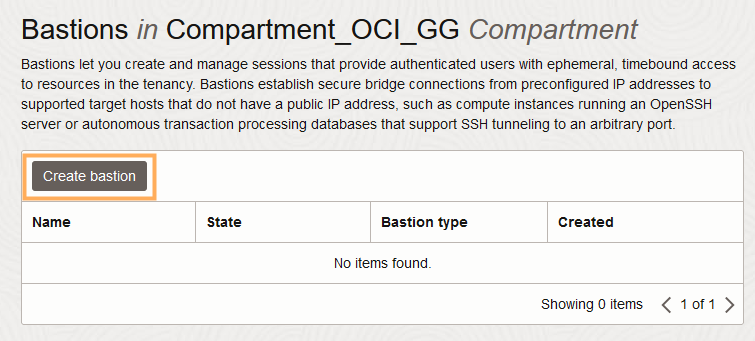 Bastions in Compartment_OCI_GG Compartment
Bastions let you create and manage sessions that provide authenticated users with ephemeral, timebound access
to resources in the tenancy. Bastions establish secure bridge connections from preconfigured IP addresses to
supported target hosts that do not have a public IP address, such as compute instances running an OpenSSH
server or autonomous transaction processing databases that support SSH tunneling to an arbitrary port.
Create bastion
Name State Bastion type Created
No items found.
Showing 0 items 1 of 1